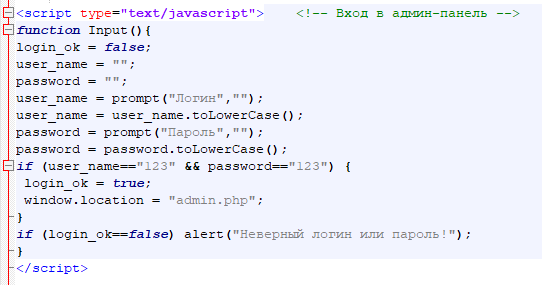 <script type="text/javascript">    <!-- Вход в админ-панель -->
function Input(){
login_ok = false;
user_name = "";
password = "";
user_name = prompt("Логин","");
user_name = user_name.toLowerCase();
password = prompt("Пароль","");
password = password.toLowerCase();
if (user_name=="123" && password=="123") {
 login_ok = true;
 window.location = "admin.php";
}
if (login_ok==false) alert("Неверный логин или пароль!");
}
</script>